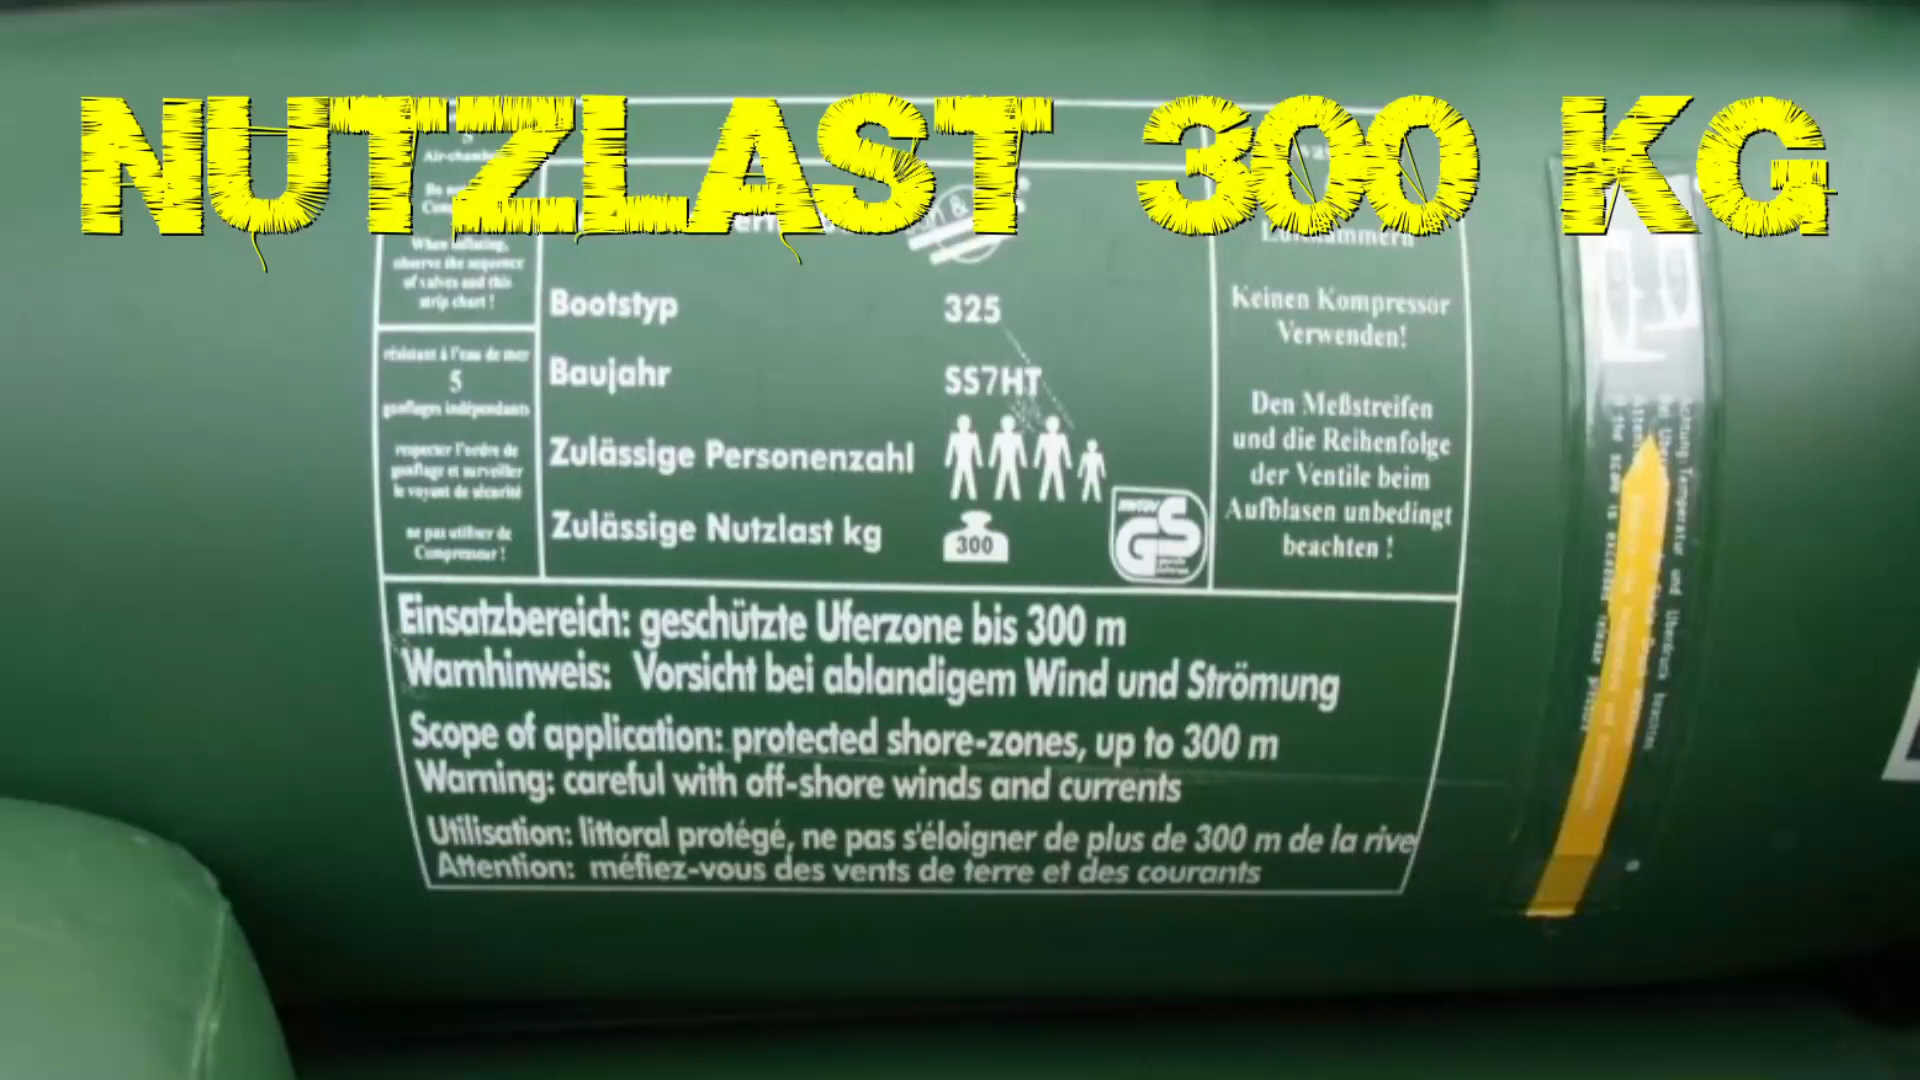 NUTZLAST 300 KG
5
Air-chamb
When inflating,
observe the sequence
of valves and this
strip chart !
résistant à l'eau de mer
5
gonflages indépendants
respecter l'ordre de
gonflage et surveiller
le voyant de sécurité
ne pas utiliser de
Compresseur !
Bootstyp 325
Baujahr SS7HT
Zulässige Personenzahl
Zulässige Nutzlast kg 300
GS
Luftkammern
Keinen Kompressor
Verwenden!
Den Meßstreifen
und die Reihenfolge
der Ventile beim
Aufblasen unbedingt
beachten !
Einsatzbereich: geschützte Uferzone bis 300 m
Warnhinweis: Vorsicht bei ablandigem Wind und Strömung
Scope of application: protected shore-zones, up to 300 m
Warning: careful with off-shore winds and currents
Utilisation: littoral protégé, ne pas s'éloigner de plus de 300 m de la rive
Attention: méfiez-vous des vents de terre et des courants